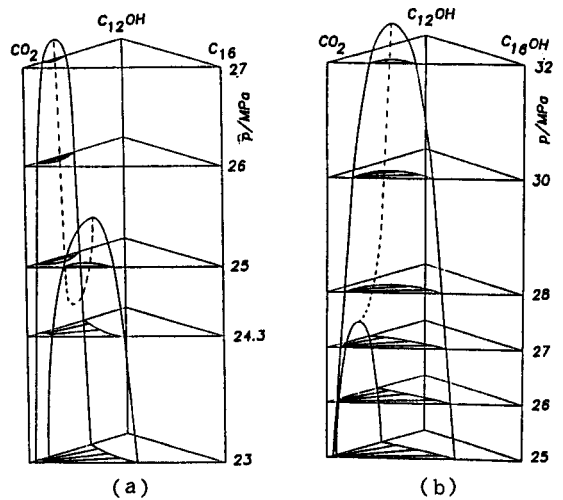 C₁₂OH
CO₂
C₁₆
27
p/MPa
26
25
24.3
23
(a)
C₁₂OH
CO₂
C₁₆OH
32
p/MPa
30
28
27
26
25
(b)